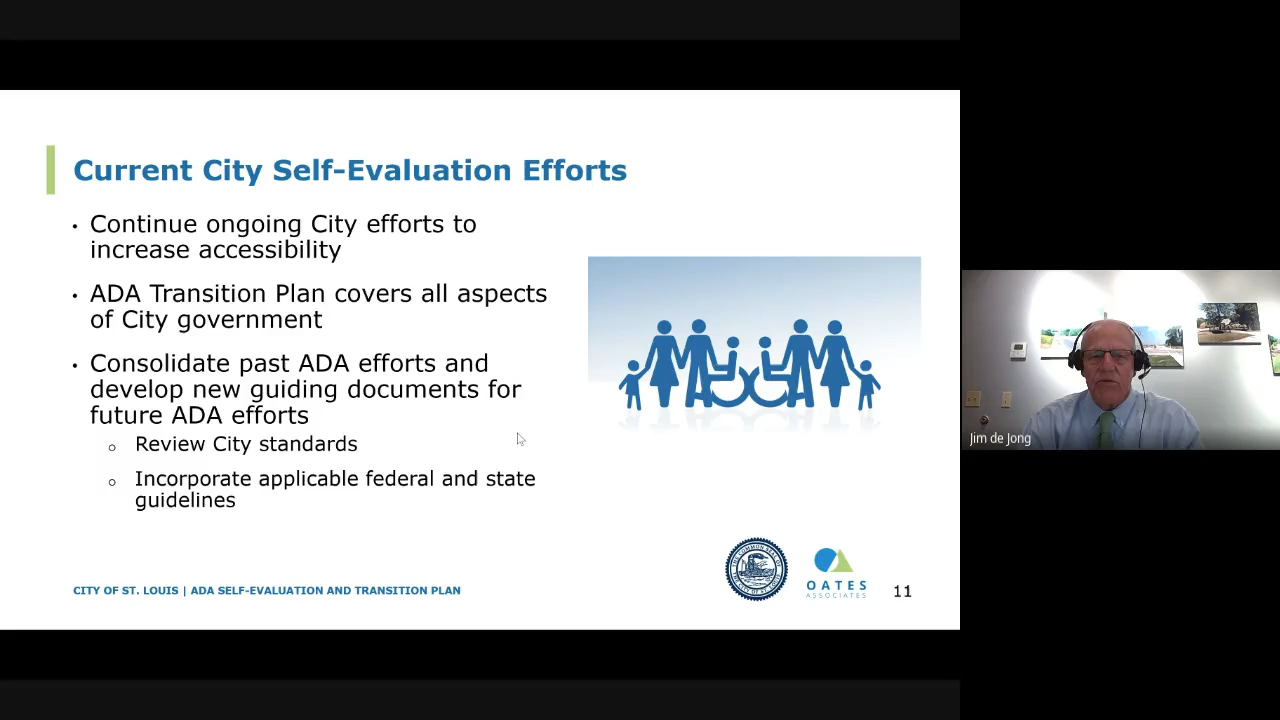 Current City Self-Evaluation Efforts
• Continue ongoing City efforts to
increase accessibility
• ADA Transition Plan covers all aspects
of City government
• Consolidate past ADA efforts and
develop new guiding documents for
future ADA efforts
o Review City standards
o Incorporate applicable federal and state
guidelines
CITY OF ST. LOUIS | ADA SELF-EVALUATION AND TRANSITION PLAN
OATES
ASSOCIATES
11
Jim de Jong